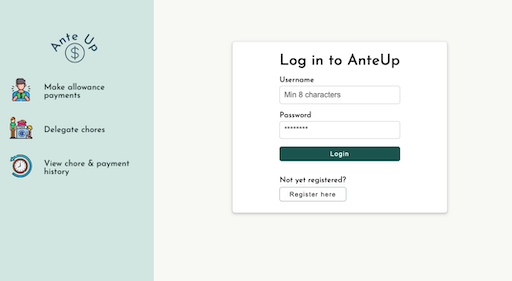 Ante Up
$
Make allowance
payments
Delegate chores
View chore & payment
history
Log in to AnteUp
Username
Min 8 characters
Password
********
Login
Not yet registered?
Register here